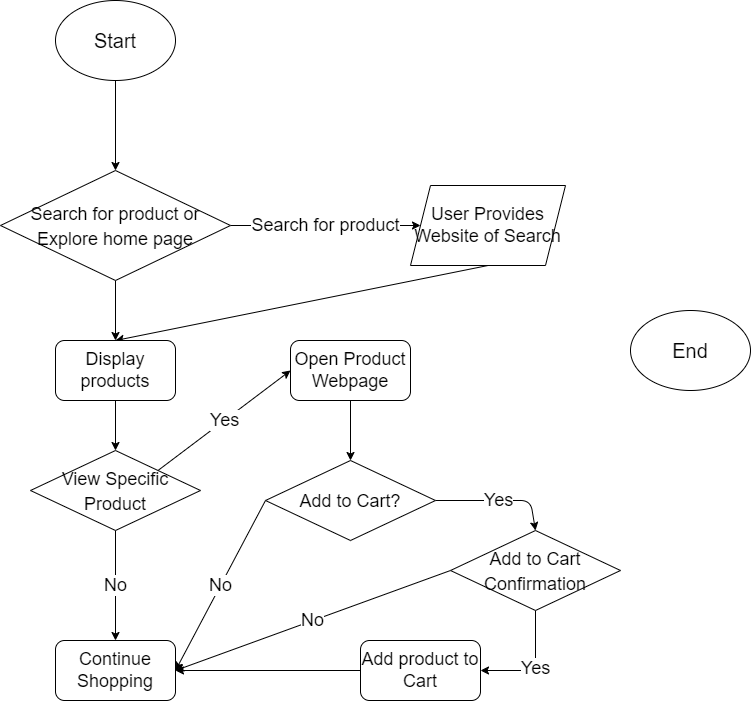 Start
Search for product or
Explore home page
Search for product
User Provides
Website of Search
Display
products
Open Product
Webpage
End
Yes
View Specific
Product
Add to Cart?
Yes
Add to Cart
Confirmation
No
No
No
Continue
Shopping
Add product to
Cart
Yes